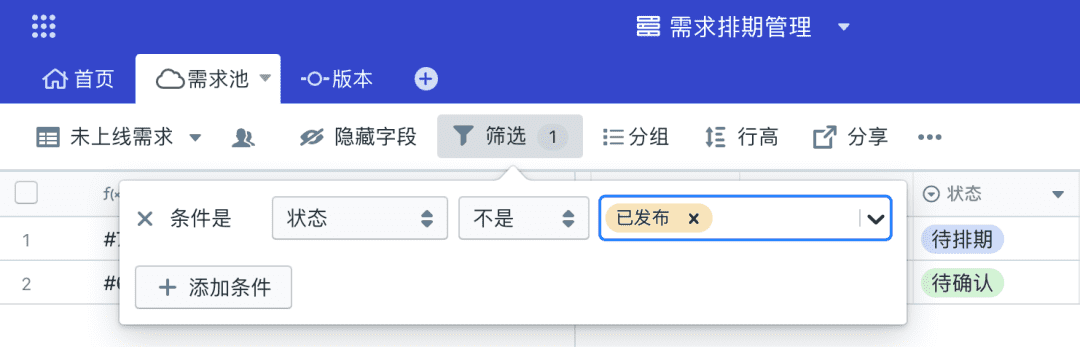 需求排期管理
首页 需求池 版本
未上线需求 隐藏字段 筛选 1 分组 行高 分享
状态
条件是 状态 不是 已发布
1 待排期
2 待确认
添加条件